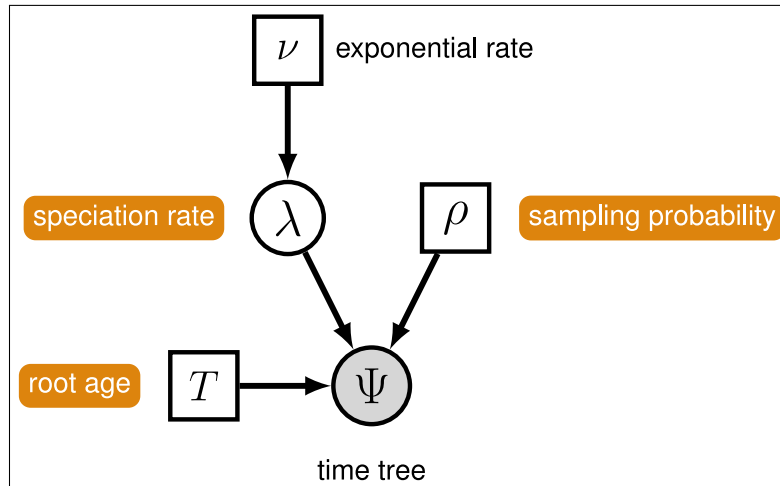 ν exponential rate
speciation rate λ ρ sampling probability
root age T Ψ
time tree